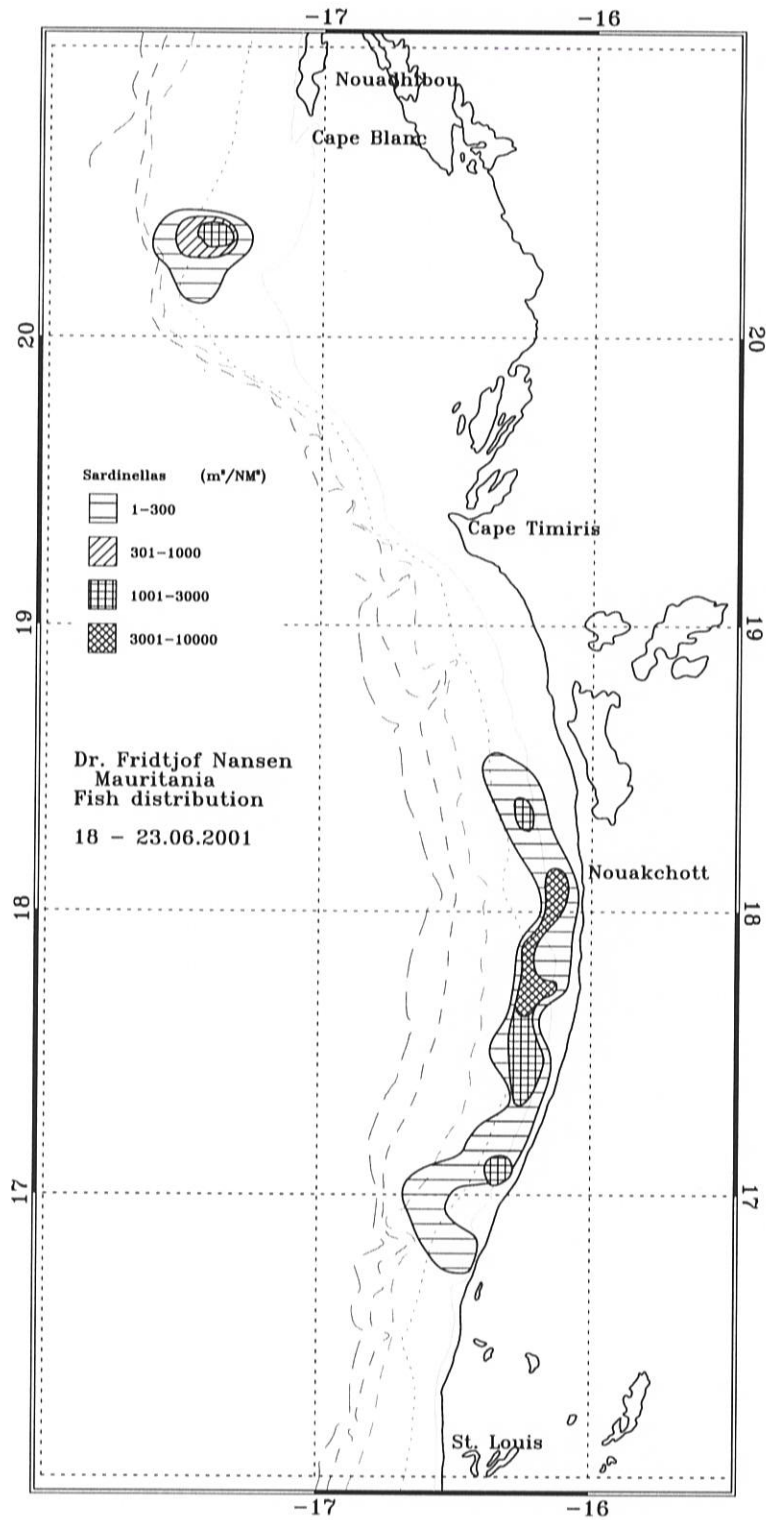 -17 -16
Nouadhibou
Cape Blanc
20 20
Sardinellas (m²/NM²)
1-300
301-1000
1001-3000
3001-10000
Cape Timiris
19 19
Dr. Fridtjof Nansen
Mauritania
Fish distribution
18 - 23.06.2001
Nouakchott
18 18
17 17
St. Louis
-17 -16